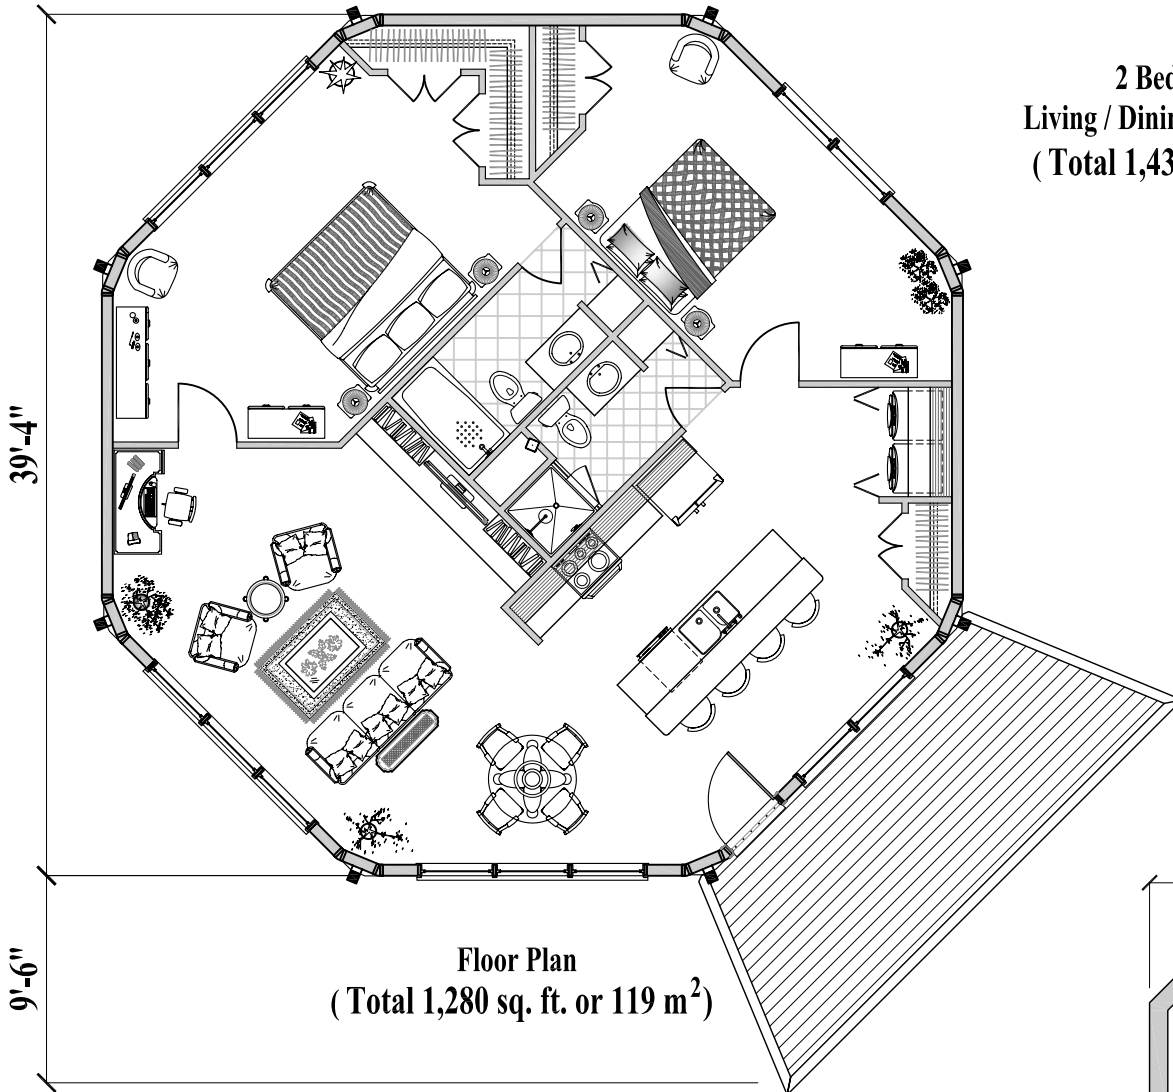 2 Bed
Living / Dinin
( Total 1,43
39'-4"
9'-6"
Floor Plan
( Total 1,280 sq. ft. or 119 m²)